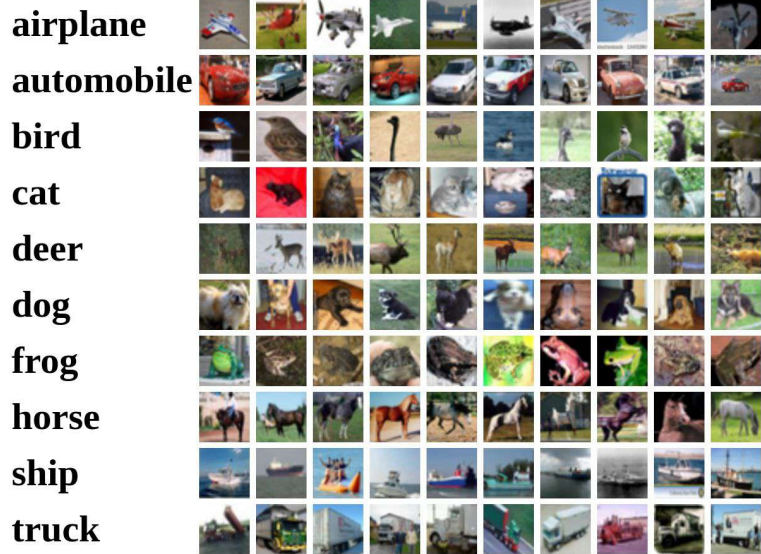 airplane
automobile
bird
cat
deer
dog
frog
horse
ship
truck